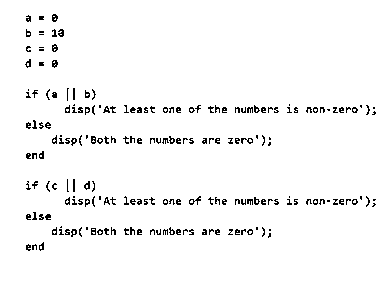 a = 0
b = 10
c = 0
d = 0
if (a || b)
disp('At least one of the numbers is non-zero');
else
disp('Both the numbers are zero');
end
if (c || d)
disp('At least one of the numbers is non-zero');
else
disp('Both the numbers are zero');
end